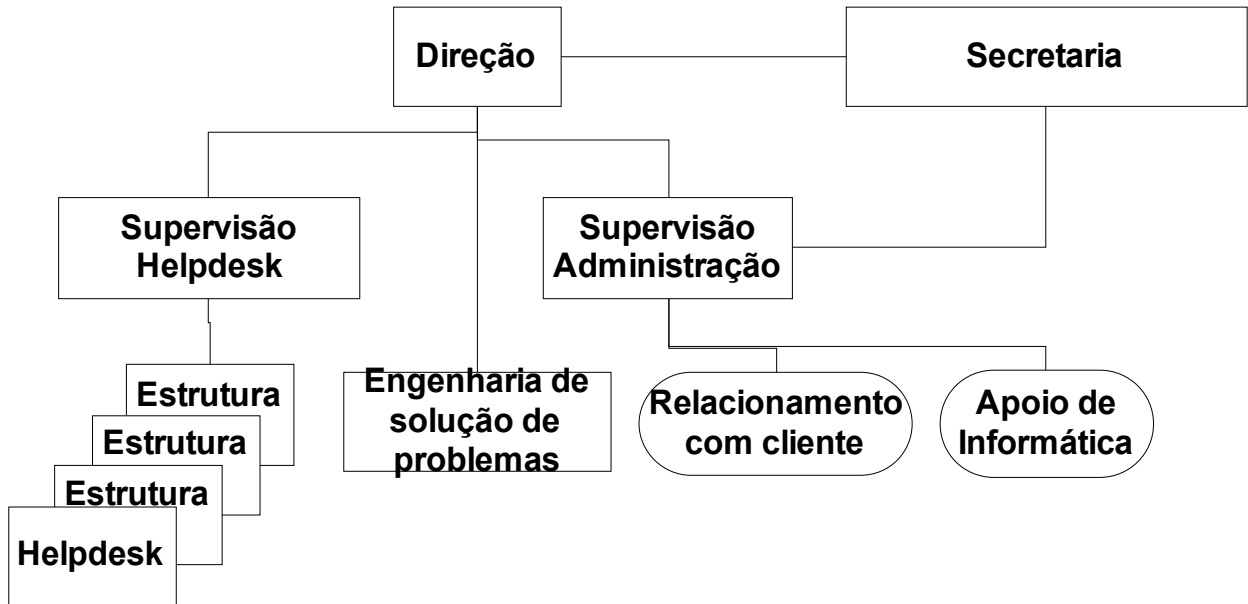 Direção
Secretaria
Supervisão
Helpdesk
Supervisão
Administração
Estrutura
Estrutura
Estrutura
Helpdesk
Engenharia de
solução de
problemas
Relacionamento
com cliente
Apoio de
Informática